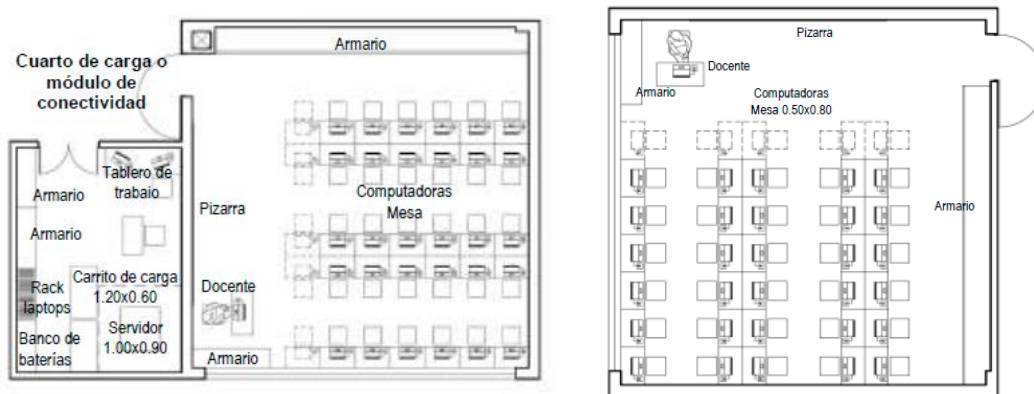 Cuarto de carga o
módulo de
conectividad
Armario
Tablero de
trabaio
Armario
Armario
Pizarra
Computadoras
Mesa
Rack
laptops
Carrito de carga
1.20x0.60
Docente
Banco de
baterías
Servidor
1.00x0.90
Armario
Pizarra
Docente
Armario
Computadoras
Mesa 0.50x0.80
Armario